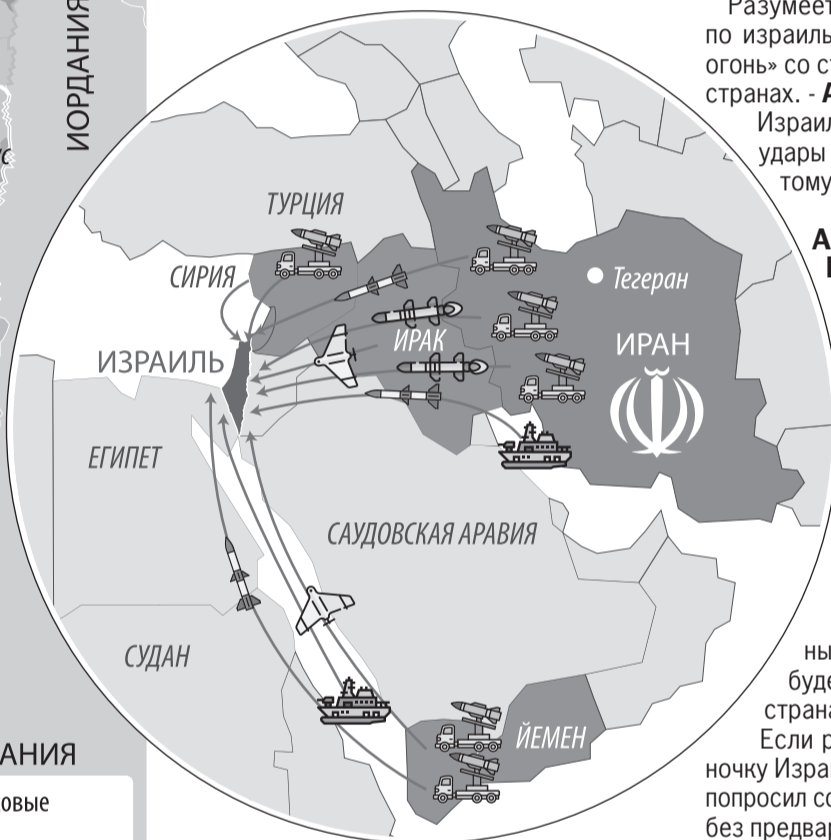 ИОРДАНИЯ
ТУРЦИЯ
СИРИЯ
Тегеран
ИЗРАИЛЬ
ИРАК
ИРАН
ЕГИПЕТ
САУДОВСКАЯ АРАВИЯ
СУДАН
ЙЕМЕН
АНИЯ
овые
Разумеет
по израиль
огонь» со ст
странах. - А
Израил
удары
тому
ны
буде
страна
Если р
ночку Изра
попросил со
без предвар